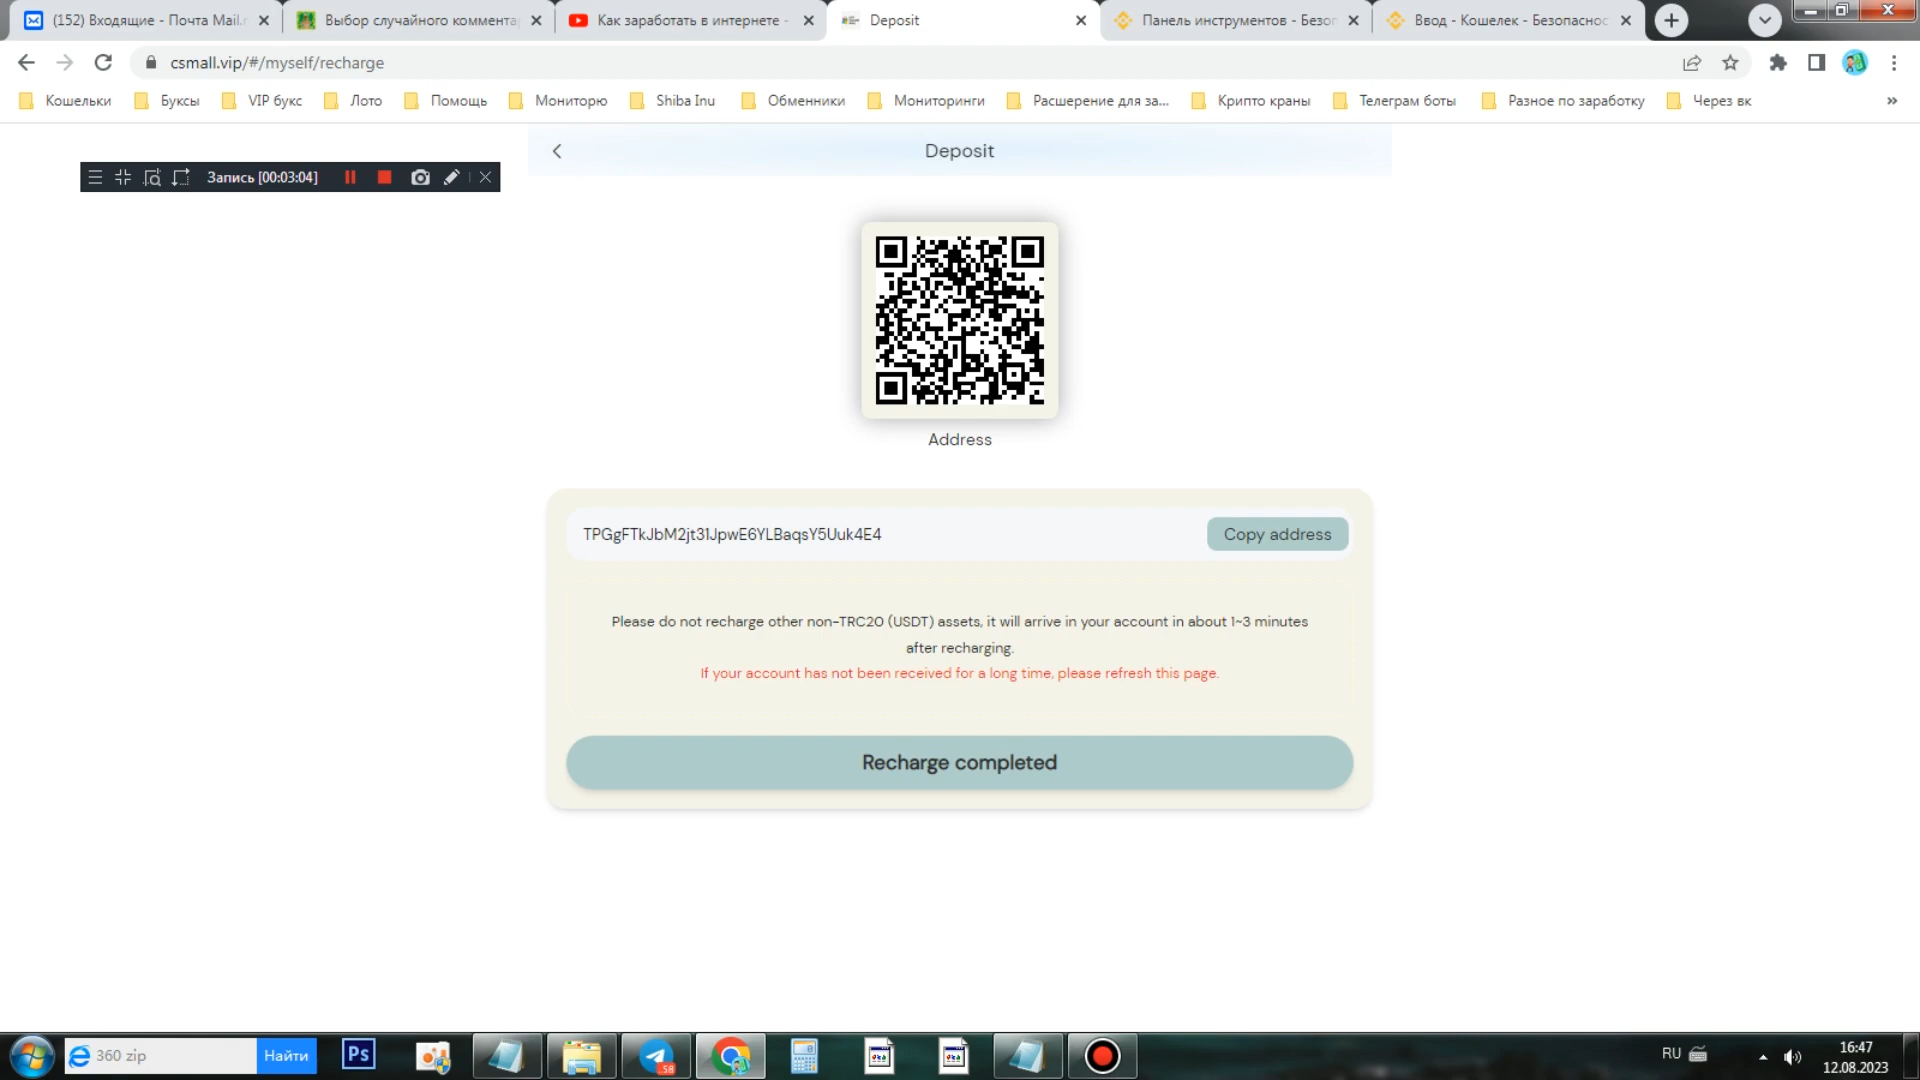 (152) Входящие - Почта Mail.r
Выбор случайного коммента
Как заработать в интернете -
Deposit
Панель инструментов - Безоп
Ввод - Кошелек - Безопаснос
csmall.vip/#/myself/recharge
Кошельки
Буксы
VIP букс
Лото
Помощь
Мониторю
Shiba Inu
Обменники
Мониторинги
Расшерение для за...
Крипто краны
Телеграм боты
Разное по заработку
Через вк
»
Deposit
Запись [00:03:04]
Address
TPGgFTkJbM2jt31JpwE6YLBaqsY5Uuk4E4
Copy address
Please do not recharge other non-TRC20 (USDT) assets, it will arrive in your account in about 1~3 minutes
after recharging.
If your account has not been received for a long time, please refresh this page.
Recharge completed
360 zip
Найти
Ps
58
RU
16:47
12.08.2023